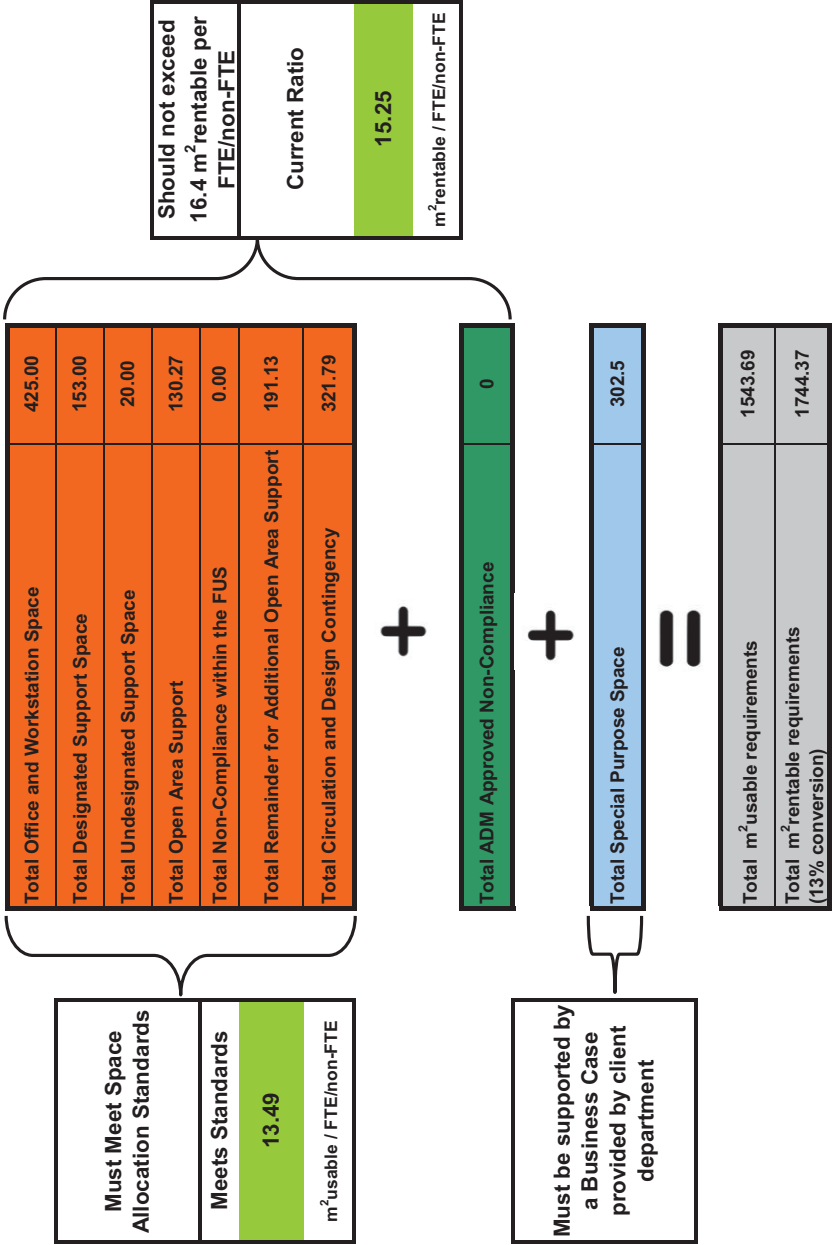 Must Meet Space
Allocation Standards
Meets Standards
13.49
m²usable / FTE/non-FTE
Total Office and Workstation Space 425.00
Total Designated Support Space 153.00
Total Undesignated Support Space 20.00
Total Open Area Support 130.27
Total Non-Compliance within the FUS 0.00
Total Remainder for Additional Open Area Support 191.13
Total Circulation and Design Contingency 321.79
Should not exceed
16.4 m²rentable per
FTE/non-FTE
Current Ratio
15.25
m²rentable / FTE/non-FTE
+
Total ADM Approved Non-Compliance 0
+
Must be supported by
a Business Case
provided by client
department
Total Special Purpose Space 302.5
=
Total m²usable requirements 1543.69
Total m²rentable requirements 1744.37
(13% conversion)